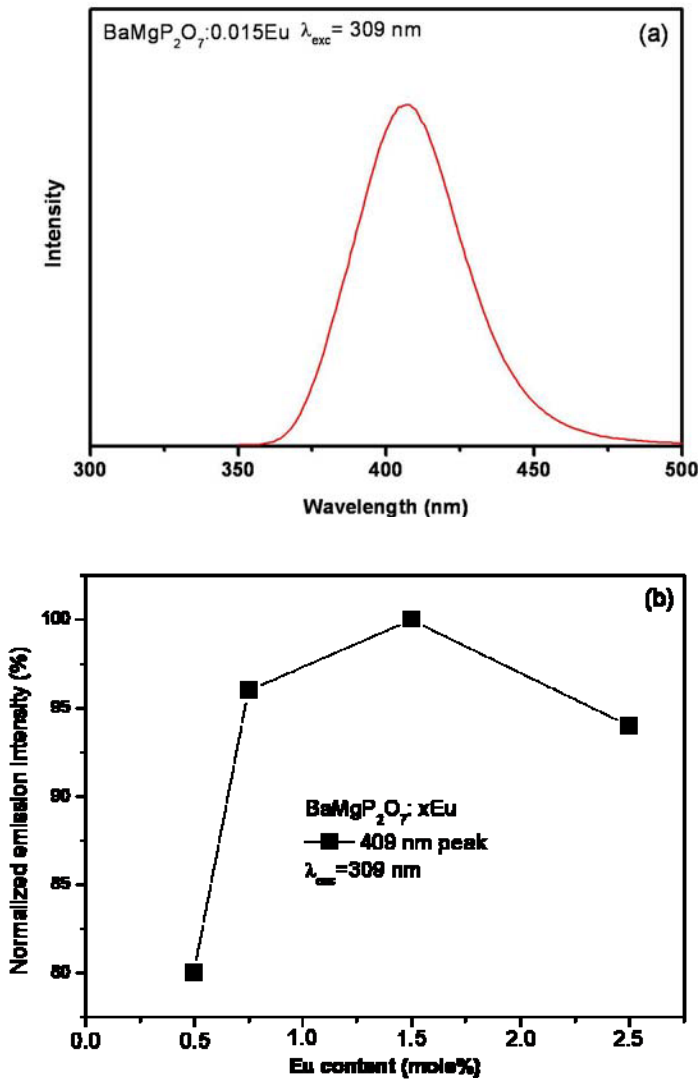 BaMgP₂O₇:0.015Eu λexc= 309 nm
(a)
Intensity
300 350 400 450 500
Wavelength (nm)
(b)
100
95
90
85
80
Normalized emission intensity (%)
BaMgP₂O₇: xEu
409 nm peak
λexc=309 nm
0.0 0.5 1.0 1.5 2.0 2.5
Eu content (mole%)